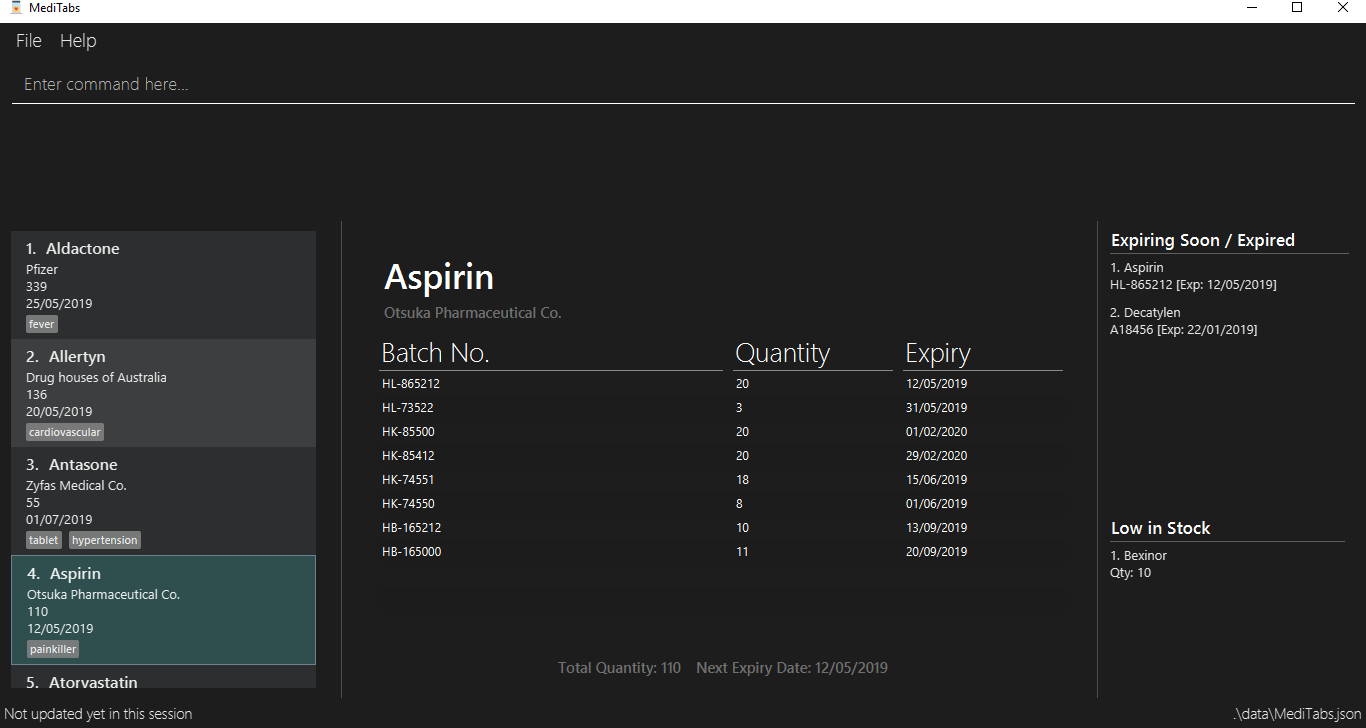 MediTabs
File Help
Enter command here...
1. Aldactone
Pfizer
339
25/05/2019
fever
2. Allertyn
Drug houses of Australia
136
20/05/2019
cardiovascular
3. Antasone
Zyfas Medical Co.
55
01/07/2019
tablet hypertension
4. Aspirin
Otsuka Pharmaceutical Co.
110
12/05/2019
painkiller
5. Atorvastatin
Aspirin
Otsuka Pharmaceutical Co.
Batch No. Quantity Expiry
HL-865212 20 12/05/2019
HL-73522 3 31/05/2019
HK-85500 20 01/02/2020
HK-85412 20 29/02/2020
HK-74551 18 15/06/2019
HK-74550 8 01/06/2019
HB-165212 10 13/09/2019
HB-165000 11 20/09/2019
Total Quantity: 110 Next Expiry Date: 12/05/2019
Expiring Soon / Expired
1. Aspirin
HL-865212 [Exp: 12/05/2019]
2. Decatylen
A18456 [Exp: 22/01/2019]
Low in Stock
1. Bexinor
Qty: 10
Not updated yet in this session
.\data\MediTabs.json